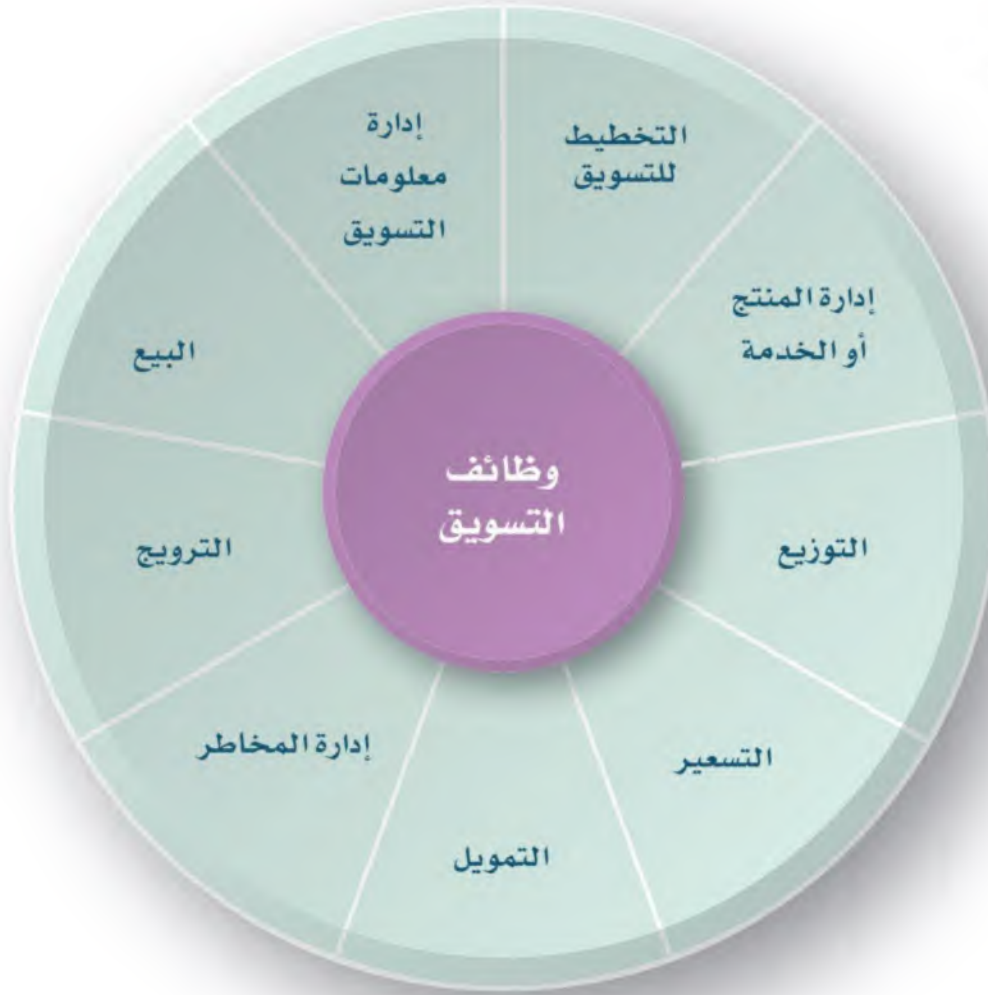 وظائف
التسويق
التخطيط
للتسويق
إدارة المنتج
أو الخدمة
التوزيع
التسعير
التمويل
إدارة المخاطر
الترويج
البيع
إدارة
معلومات
التسويق